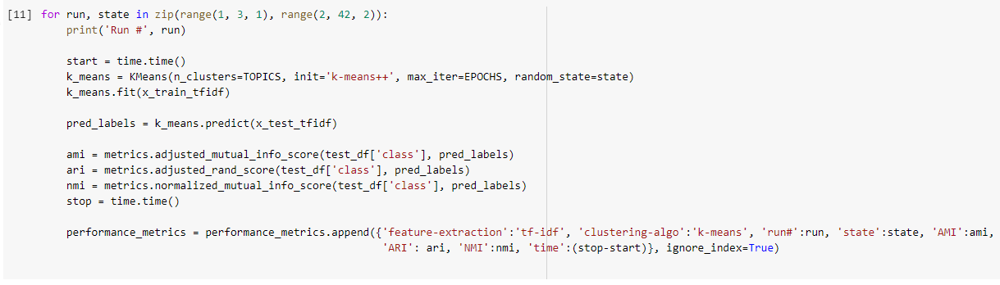 [11] for run, state in zip(range(1, 3, 1), range(2, 42, 2)):
print('Run #', run)
start = time.time()
k_means = KMeans(n_clusters=TOPICS, init='k-means++', max_iter=EPOCHS, random_state=state)
k_means.fit(x_train_tfidf)
pred_labels = k_means.predict(x_test_tfidf)
ami = metrics.adjusted_mutual_info_score(test_df['class'], pred_labels)
ari = metrics.adjusted_rand_score(test_df['class'], pred_labels)
nmi = metrics.normalized_mutual_info_score(test_df['class'], pred_labels)
stop = time.time()
performance_metrics = performance_metrics.append({'feature-extraction':'tf-idf', 'clustering-algo':'k-means', 'run#':run, 'state':state, 'AMI':ami,
'ARI': ari, 'NMI':nmi, 'time':(stop-start)}, ignore_index=True)